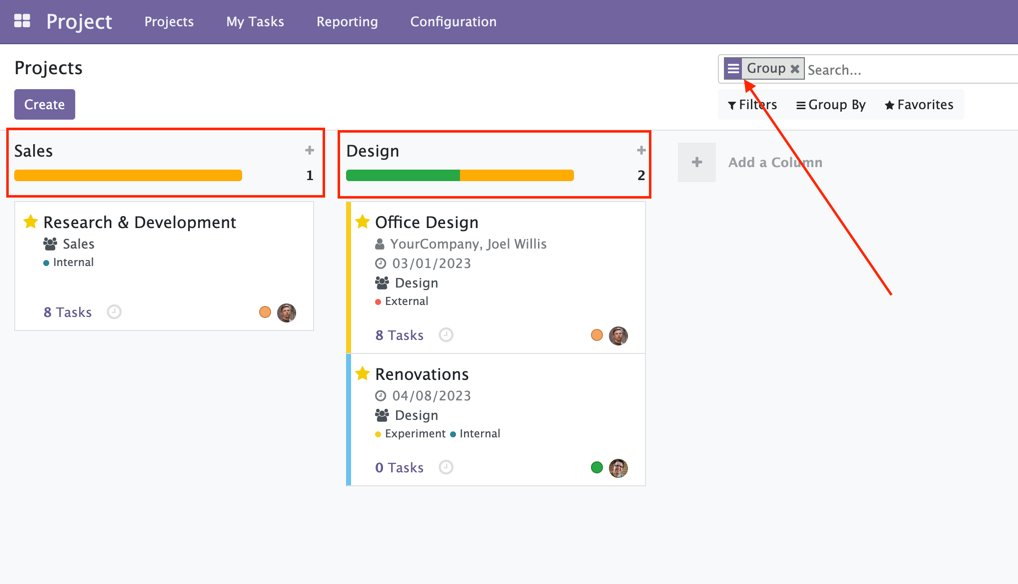 Project Projects My Tasks Reporting Configuration
Projects
Group Search...
Create
Filters Group By Favorites
Sales
1
Design
2
Add a Column
Research & Development
Sales
Internal
8 Tasks
Office Design
YourCompany, Joel Willis
03/01/2023
Design
External
8 Tasks
Renovations
04/08/2023
Design
Experiment Internal
0 Tasks